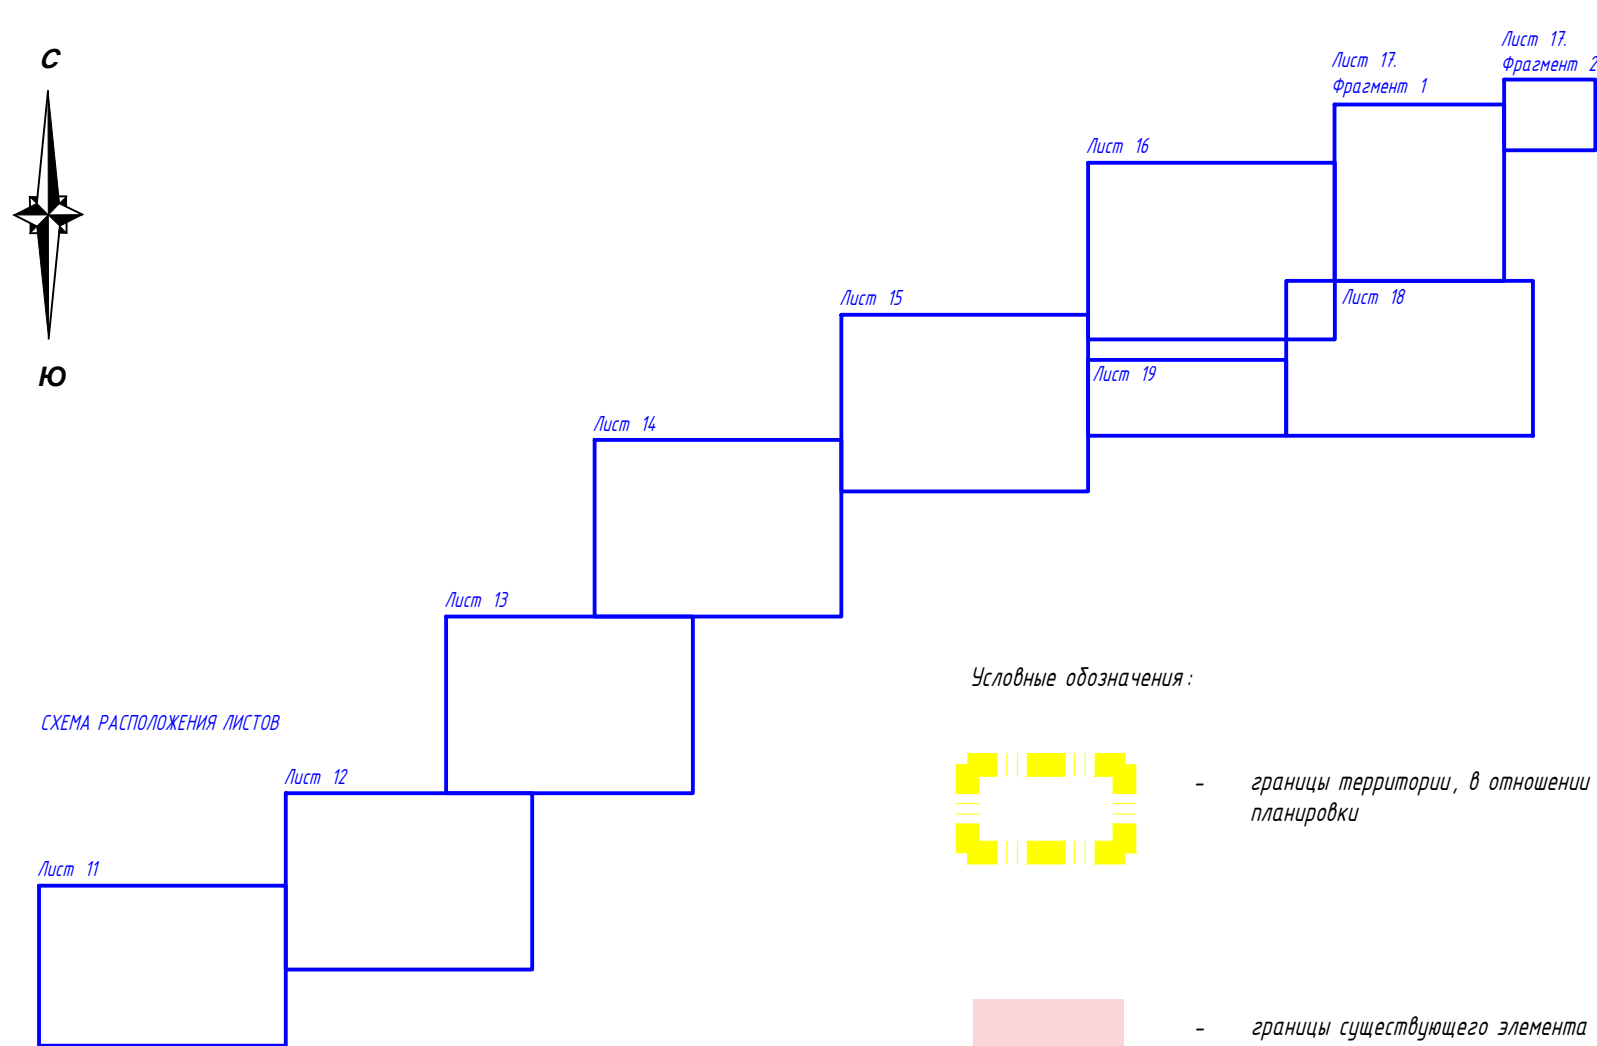 С
Ю
Лист 17.
Фрагмент 2
Лист 17.
Фрагмент 1
Лист 16
Лист 15
Лист 18
Лист 19
Лист 14
Лист 13
СХЕМА РАСПОЛОЖЕНИЯ ЛИСТОВ
Лист 12
Лист 11
Условные обозначения:
- границы территории, в отношении
планировки
- границы существующего элемента